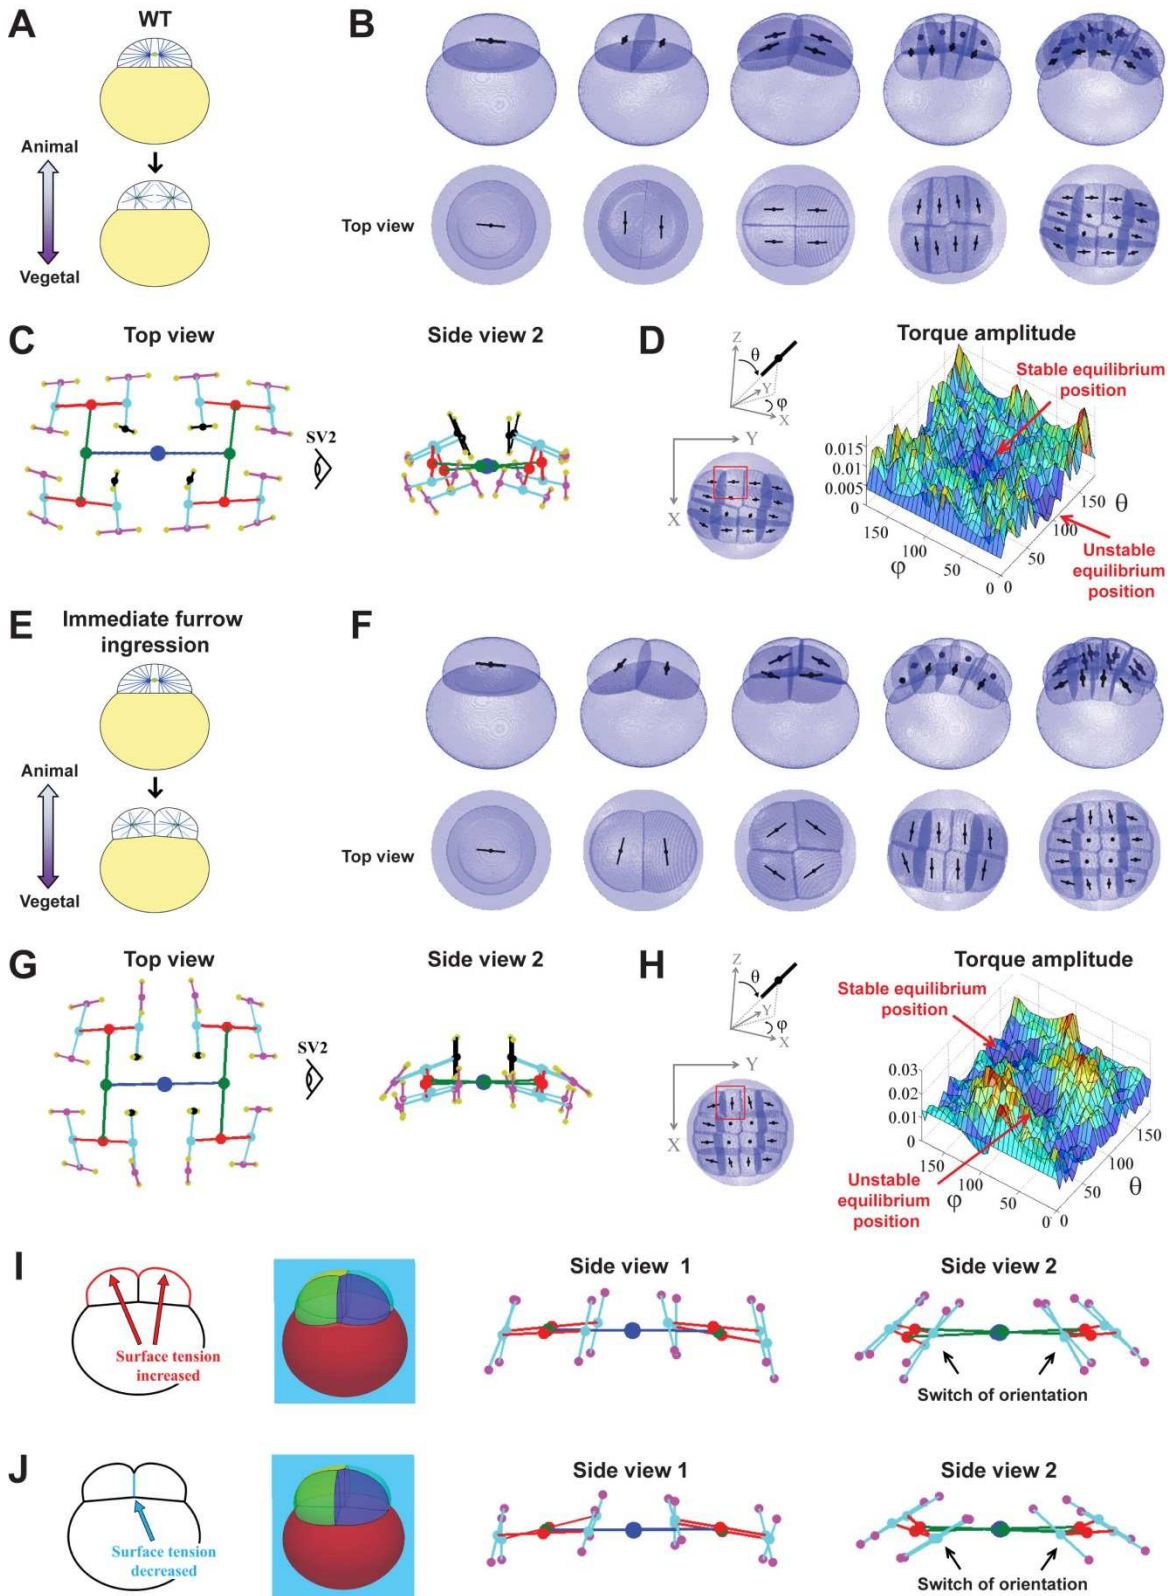 A
WT
Animal
Vegetal
B
Top view
C
Top view
Side view 2
SV2
D
Z
θ
Y
φ
X
Y
X
Torque amplitude
Stable equilibrium
position
0.015
0.01
0.005
0
150
100
50
0
φ
0
50
100
150
θ
Unstable
equilibrium
position
E
Immediate furrow
ingression
Animal
Vegetal
F
Top view
G
Top view
Side view 2
SV2
H
Z
θ
Y
φ
X
Y
X
Torque amplitude
Stable equilibrium
position
0.03
0.02
0.01
0
150
100
50
0
φ
0
50
100
150
θ
Unstable
equilibrium
position
I
Surface tension
increased
Side view 1
Side view 2
Switch of orientation
J
Surface tension
decreased
Side view 1
Side view 2
Switch of orientation